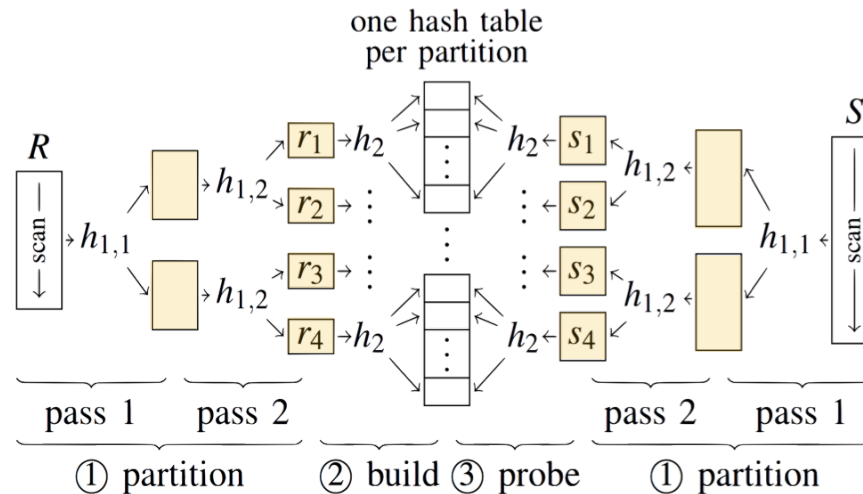 one hash table
per partition
R
S
scan
scan
h1,1
h1,1
h1,2
h1,2
h1,2
h1,2
r1
r2
r3
r4
h2
h2
⋮
⋮
⋮
⋮
⋮
h2
h2
⋮
⋮
s1
s2
s3
s4
pass 1
pass 2
pass 2
pass 1
① partition
② build
③ probe
① partition